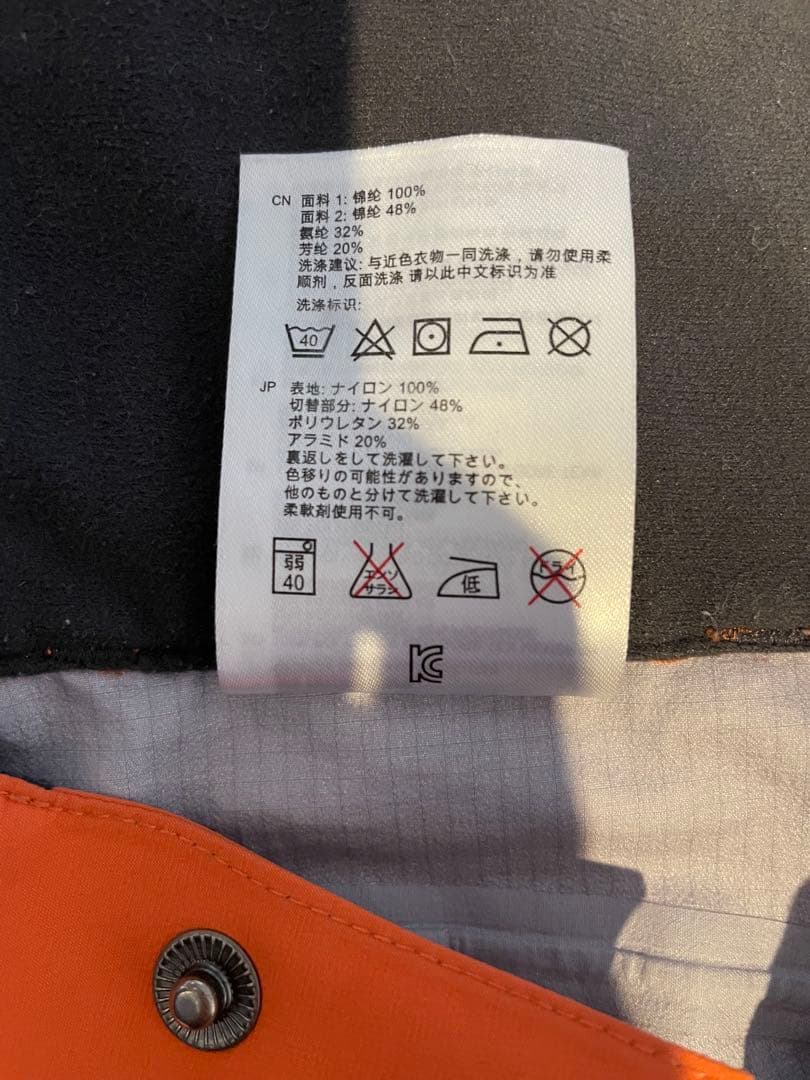 CN 面料 1: 锦纶 100%
面料 2: 锦纶 48%
氨纶 32%
芳纶 20%
洗涤建议: 与近色衣物一同洗涤，请勿使用柔
顺剂，反面洗涤 请以此中文标识为准
洗涤标识:
40
JP 表地: ナイロン 100%
切替部分: ナイロン 48%
ポリウレタン 32%
アラミド 20%
裏返しをして洗濯して下さい。
色移りの可能性がありますので、
他のものと分けて洗濯して下さい。
柔軟剤使用不可。
弱 40
エンソ サラシ
低
ドライ